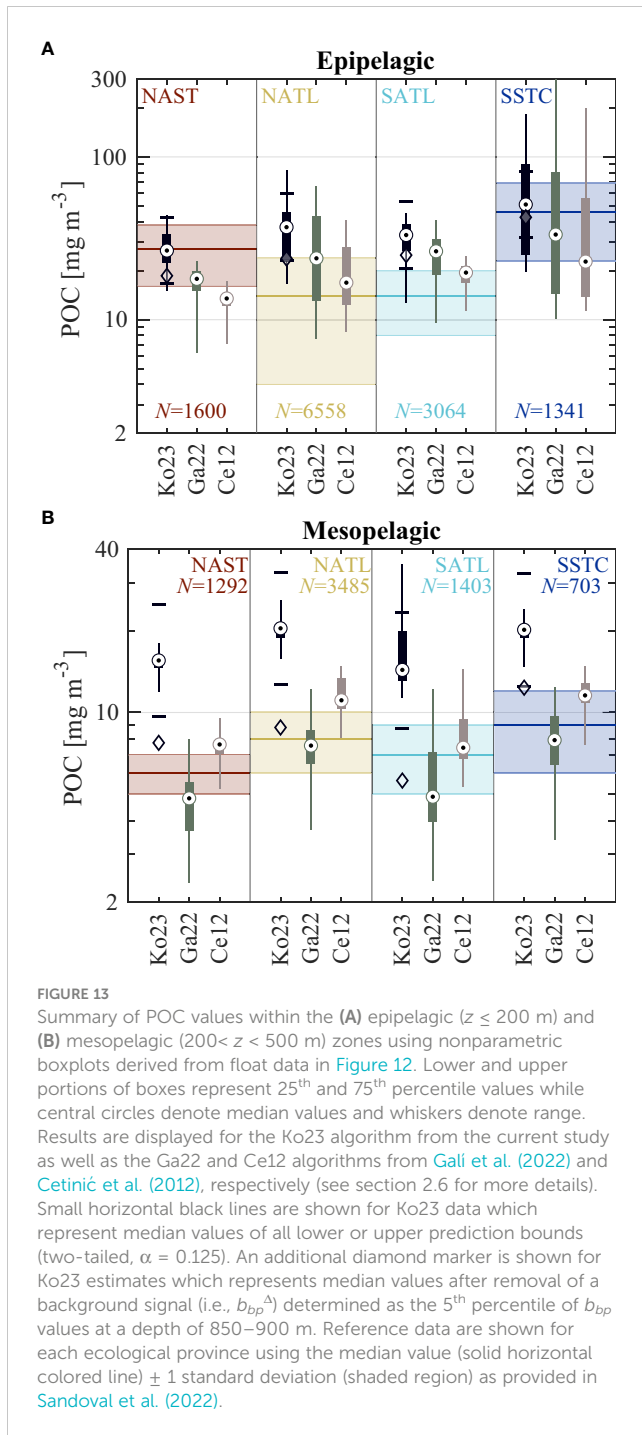 A
Epipelagic
300
100
10
2
POC [mg m⁻³]
NAST
NATL
SATL
SSTC
N=1600
N=6558
N=3064
N=1341
Ko23 Ga22 Ce12 Ko23 Ga22 Ce12 Ko23 Ga22 Ce12 Ko23 Ga22 Ce12
B
Mesopelagic
40
10
2
POC [mg m⁻³]
NAST
N=1292
NATL
N=3485
SATL
N=1403
SSTC
N=703
Ko23 Ga22 Ce12 Ko23 Ga22 Ce12 Ko23 Ga22 Ce12 Ko23 Ga22 Ce12
FIGURE 13
Summary of POC values within the (A) epipelagic (z ≤ 200 m) and
(B) mesopelagic (200< z < 500 m) zones using nonparametric
boxplots derived from float data in Figure 12. Lower and upper
portions of boxes represent 25th and 75th percentile values while
central circles denote median values and whiskers denote range.
Results are displayed for the Ko23 algorithm from the current study
as well as the Ga22 and Ce12 algorithms from Galí et al. (2022) and
Cetinić et al. (2012), respectively (see section 2.6 for more details).
Small horizontal black lines are shown for Ko23 data which
represent median values of all lower or upper prediction bounds
(two-tailed, α = 0.125). An additional diamond marker is shown for
Ko23 estimates which represents median values after removal of a
background signal (i.e., bbpΔ) determined as the 5th percentile of bbp
values at a depth of 850–900 m. Reference data are shown for
each ecological province using the median value (solid horizontal
colored line) ± 1 standard deviation (shaded region) as provided in
Sandoval et al. (2022).